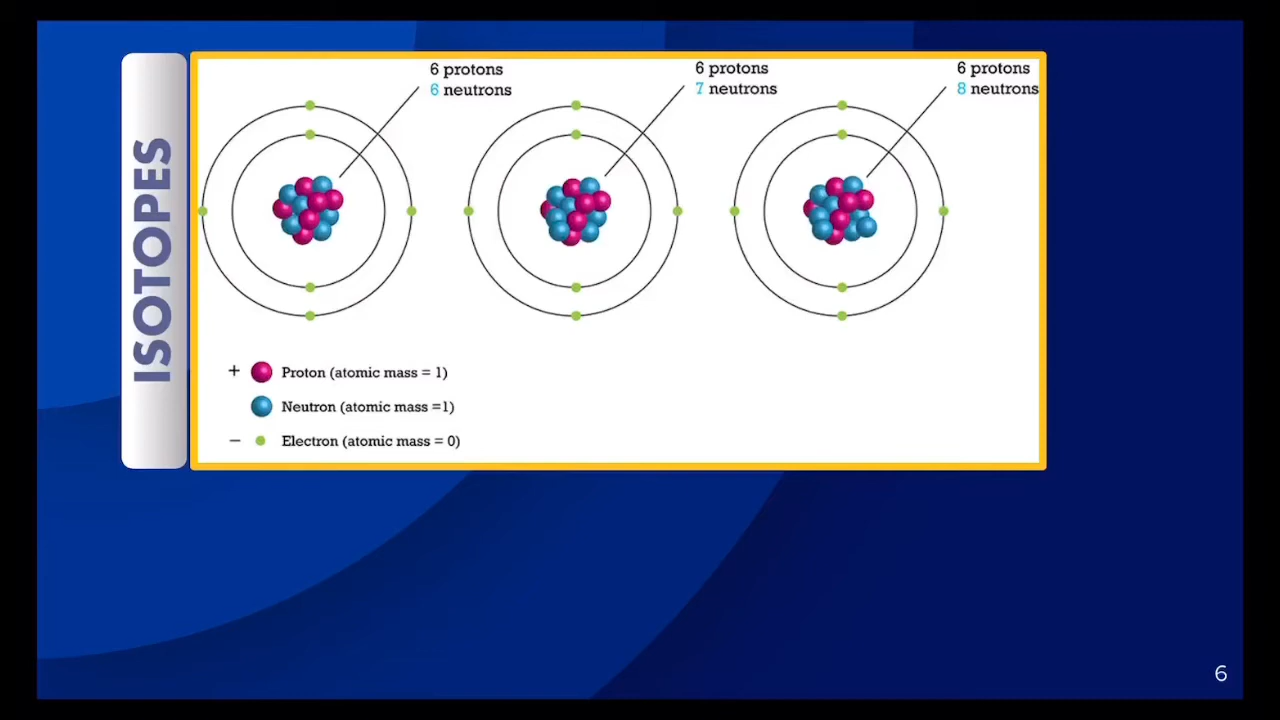 ISOTOPES
6 protons
6 neutrons
6 protons
7 neutrons
6 protons
8 neutrons
+ Proton (atomic mass = 1)
Neutron (atomic mass =1)
− Electron (atomic mass = 0)
6